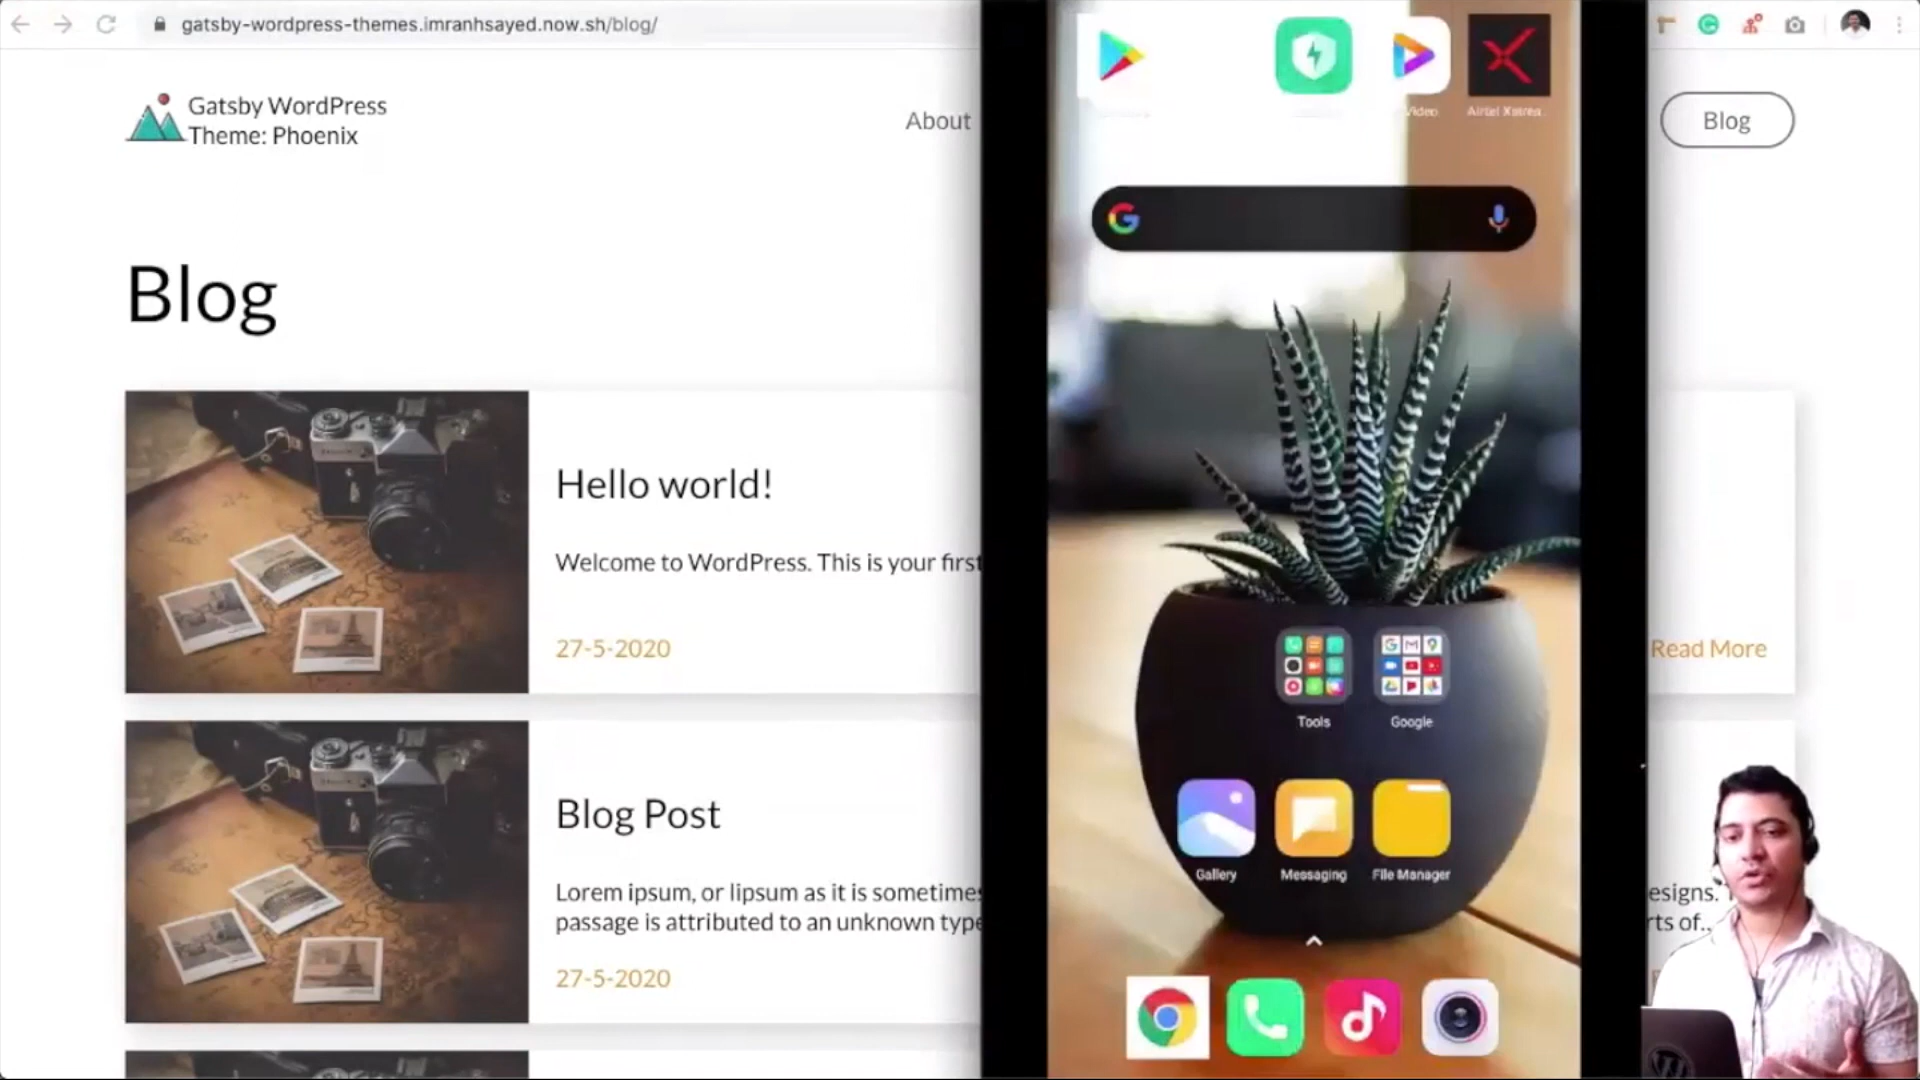 gatsby-wordpress-themes.imranhsayed.now.sh/blog/
Gatsby WordPress
Theme: Phoenix
About
Blog
Blog
Hello world!
Welcome to WordPress. This is your first
27-5-2020
Read More
Blog Post
Lorem ipsum, or lipsum as it is sometimes
esigns.
passage is attributed to an unknown type
rts of..
27-5-2020
Video
Airtel Xstrea..
Tools
Google
Gallery
Messaging
File Manager